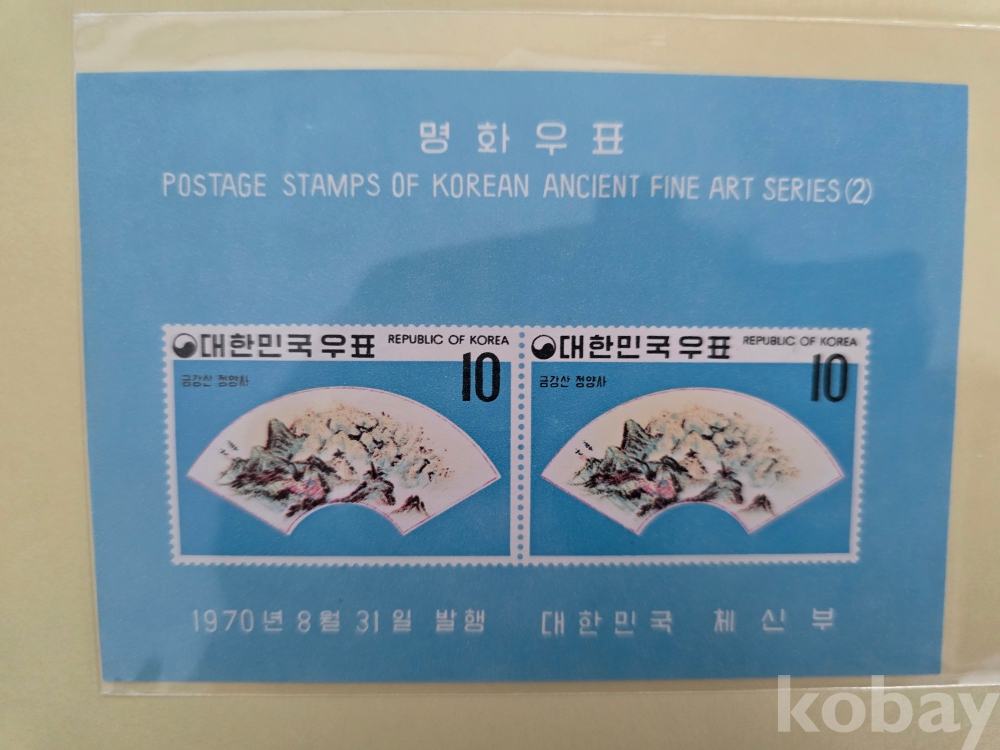 명화우표
POSTAGE STAMPS OF KOREAN ANCIENT FINE ART SERIES(2)
대한민국우표 REPUBLIC OF KOREA
10
금강산 정양사
대한민국우표 REPUBLIC OF KOREA
10
금강산 정양사
1970년 8월 31일 발행 대한민국 체신부
kobay